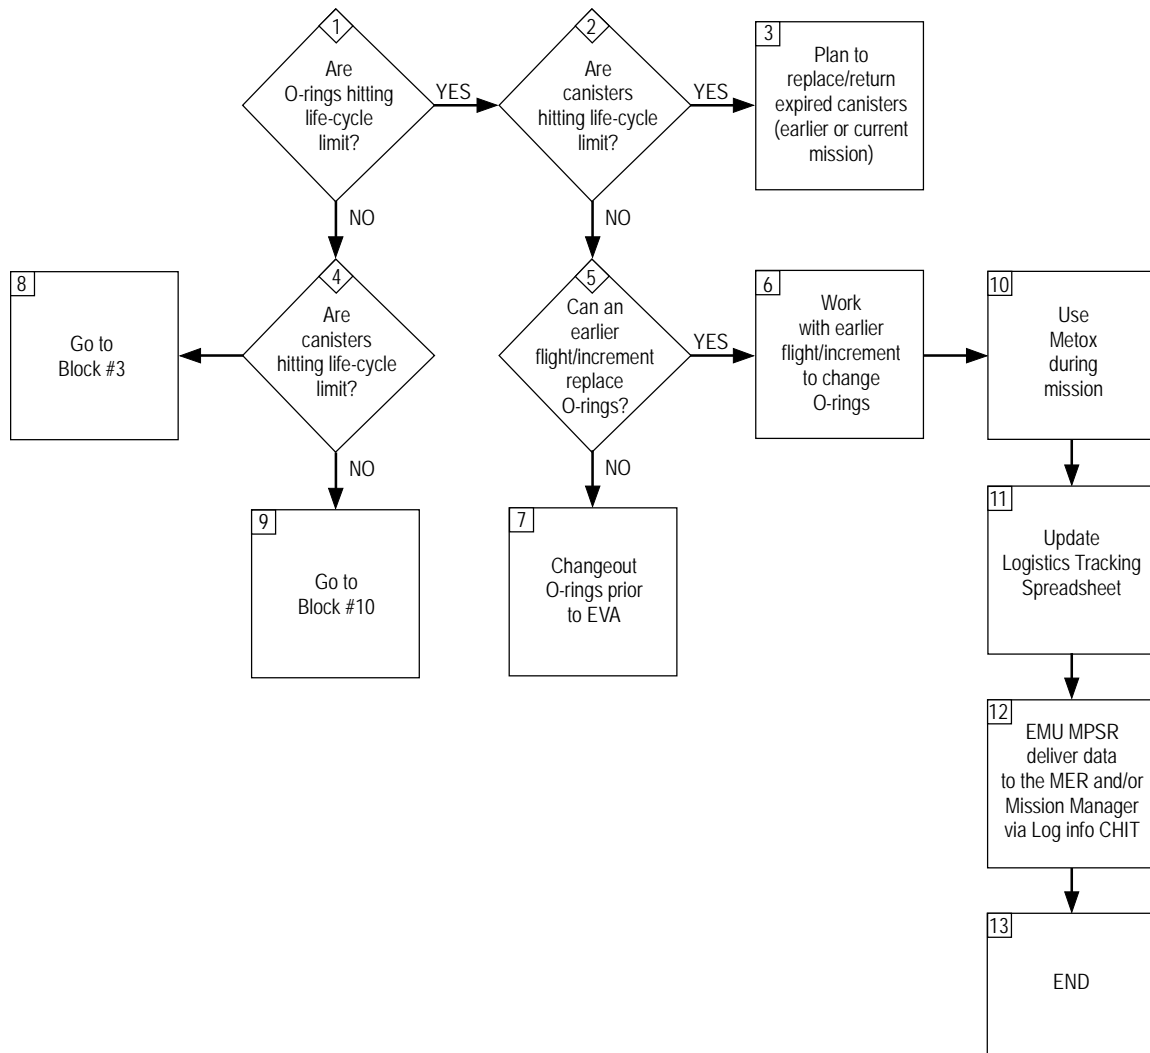 1
Are
O-rings hitting
life-cycle
limit?
YES
2
Are
canisters
hitting life-cycle
limit?
YES
3
Plan to
replace/return
expired canisters
(earlier or current
mission)
NO
NO
8
Go to
Block #3
4
Are
canisters
hitting life-cycle
limit?
5
Can an
earlier
flight/increment
replace
O-rings?
YES
6
Work
with earlier
flight/increment
to change
O-rings
10
Use
Metox
during
mission
NO
NO
9
Go to
Block #10
7
Changeout
O-rings prior
to EVA
11
Update
Logistics Tracking
Spreadsheet
12
EMU MPSR
deliver data
to the MER and/or
Mission Manager
via Log info CHIT
13
END